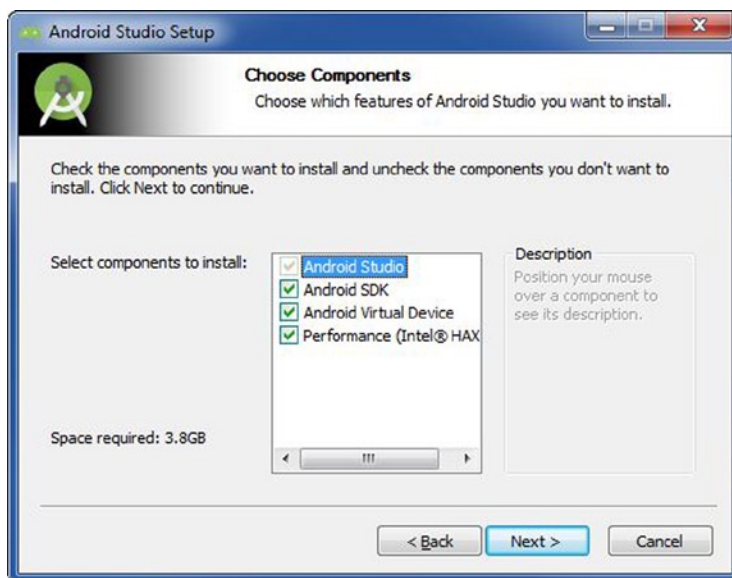 Android Studio Setup
Choose Components
Choose which features of Android Studio you want to install.
Check the components you want to install and uncheck the components you don't want to
install. Click Next to continue.
Select components to install:
Android Studio
Android SDK
Android Virtual Device
Performance (Intel® HAX
Description
Position your mouse
over a component to
see its description.
Space required: 3.8GB
< Back
Next >
Cancel